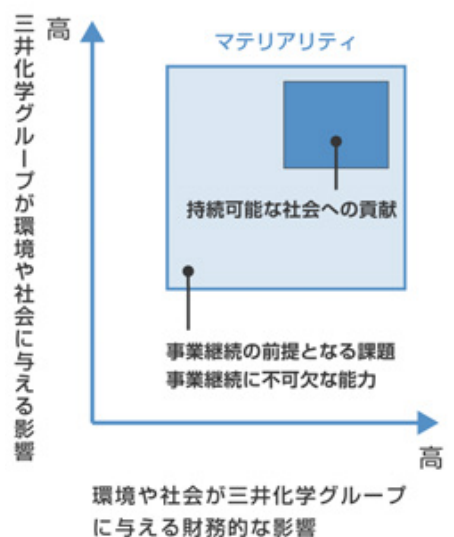 三井化学グループが環境や社会に与える影響
高
マテリアリティ
持続可能な社会への貢献
事業継続の前提となる課題
事業継続に不可欠な能力
高
環境や社会が三井化学グループ
に与える財務的な影響